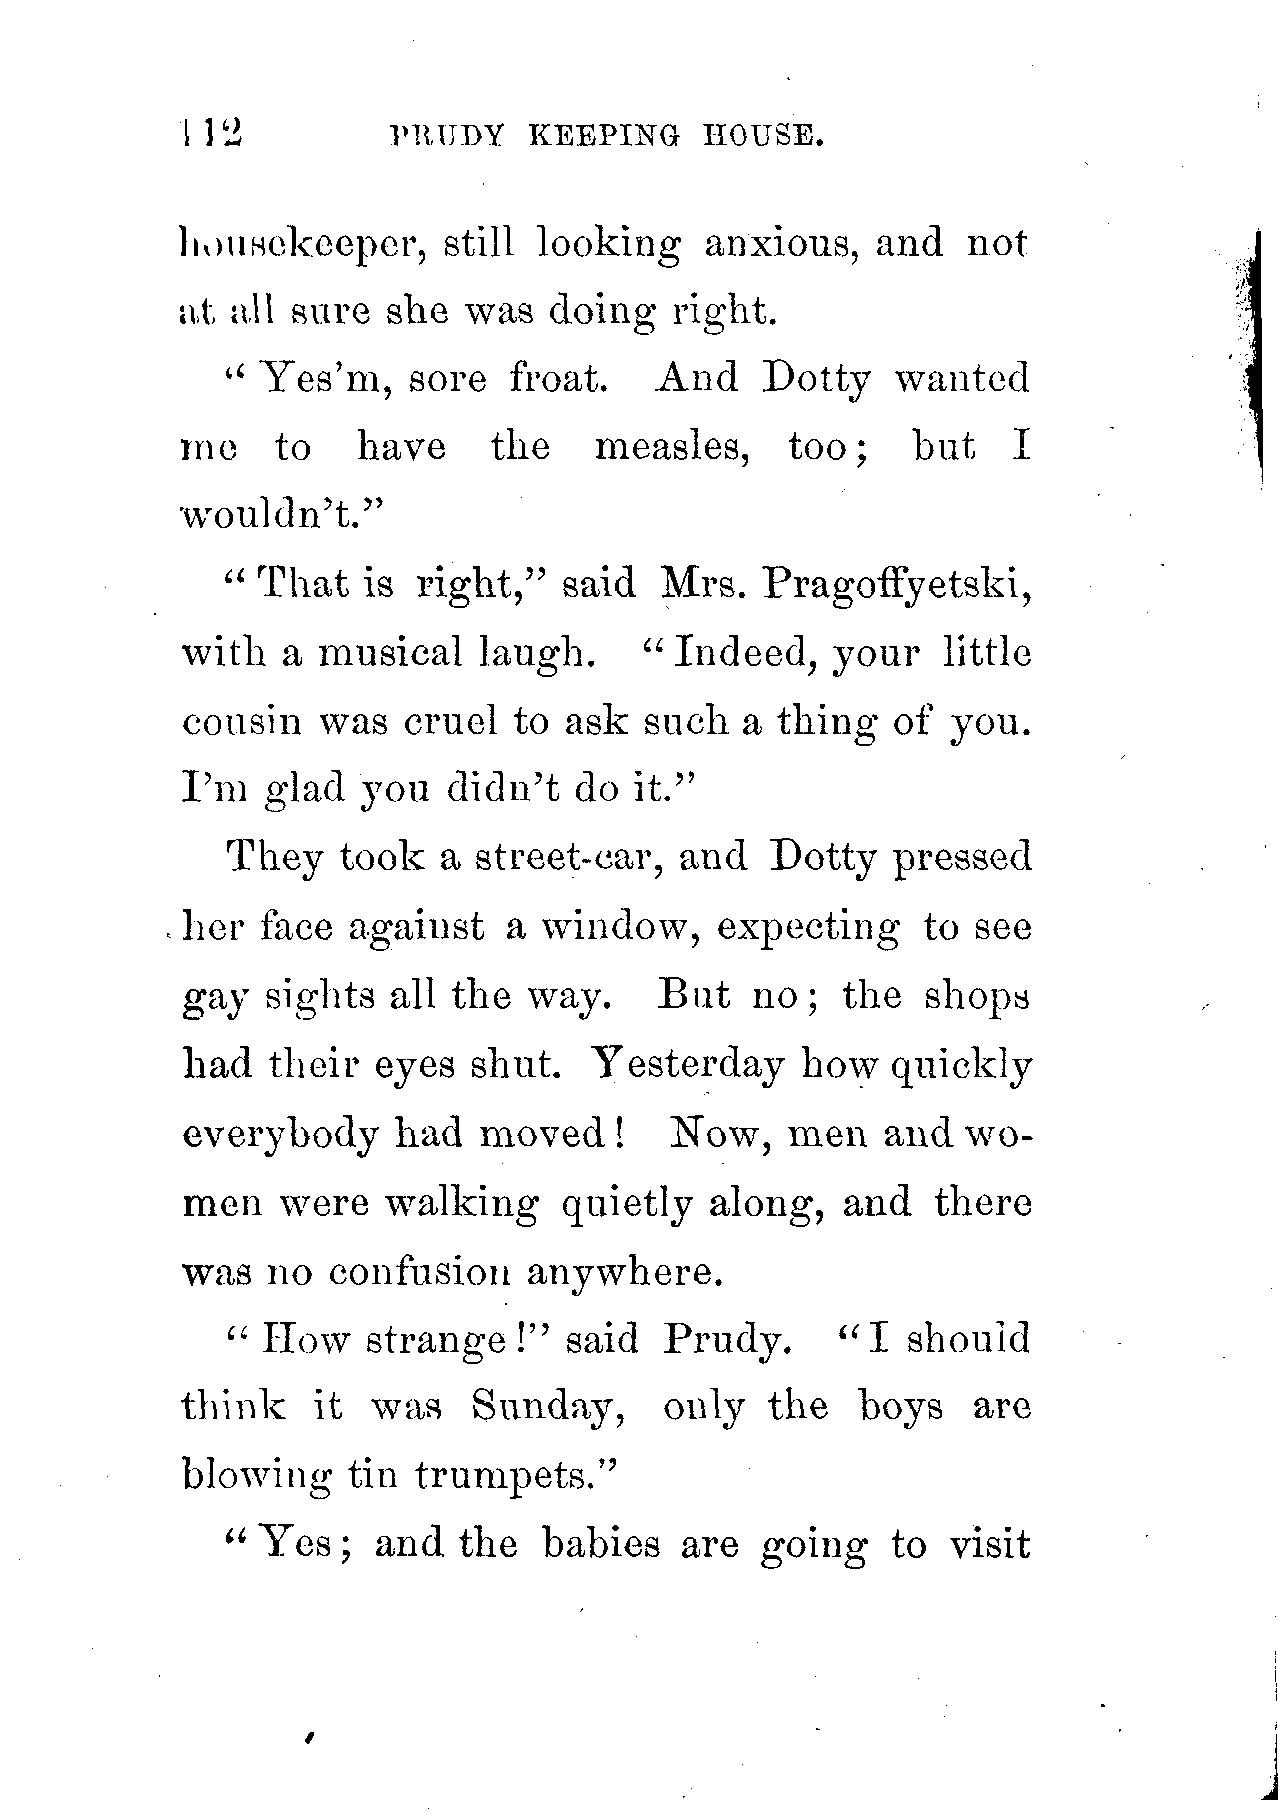 112 PRUDY KEEPING HOUSE.
housekeeper, still looking anxious, and not
at all sure she was doing right.
“Yes’m, sore froat. And Dotty wanted
me to have the measles, too; but I
wouldn’t.”
“That is right,” said Mrs. Pragoffyetski,
with a musical laugh. “Indeed, your little
cousin was cruel to ask such a thing of you.
I’m glad you didn’t do it.”
They took a street-car, and Dotty pressed
her face against a window, expecting to see
gay sights all the way. But no; the shops
had their eyes shut. Yesterday how quickly
everybody had moved! Now, men and wo-
men were walking quietly along, and there
was no confusion anywhere.
“How strange!” said Prudy. “I should
think it was Sunday, only the boys are
blowing tin trumpets.”
“Yes; and the babies are going to visit